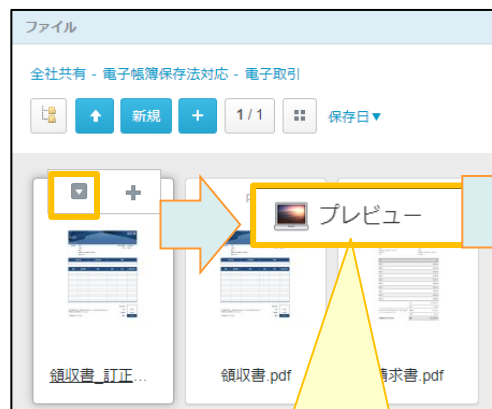 ファイル
全社共有 - 電子帳簿保存法対応 - 電子取引
新規
1 / 1
保存日▼
プレビュー
領収書_訂正...
領収書.pdf
請求書.pdf